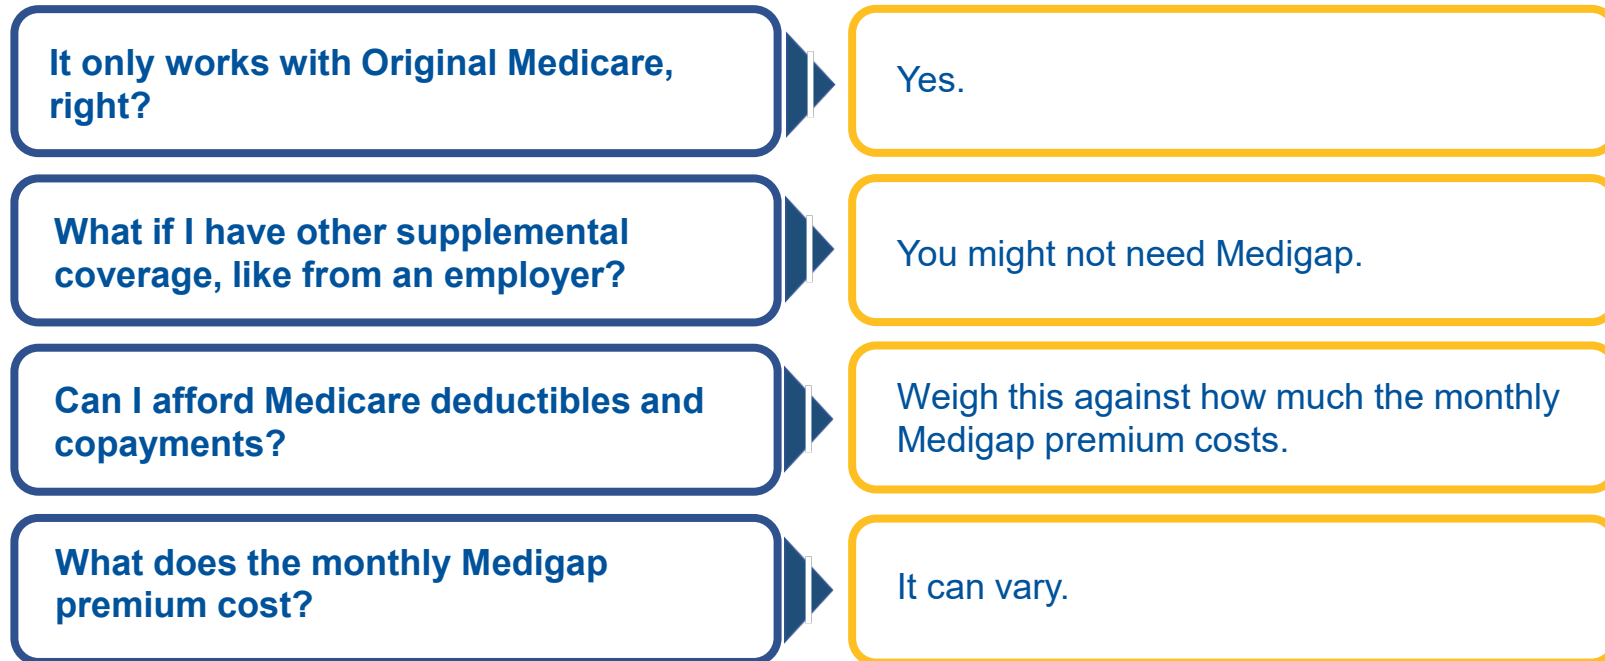 It only works with Original Medicare,
right?
Yes.
What if I have other supplemental
coverage, like from an employer?
You might not need Medigap.
Can I afford Medicare deductibles and
copayments?
Weigh this against how much the monthly
Medigap premium costs.
What does the monthly Medigap
premium cost?
It can vary.